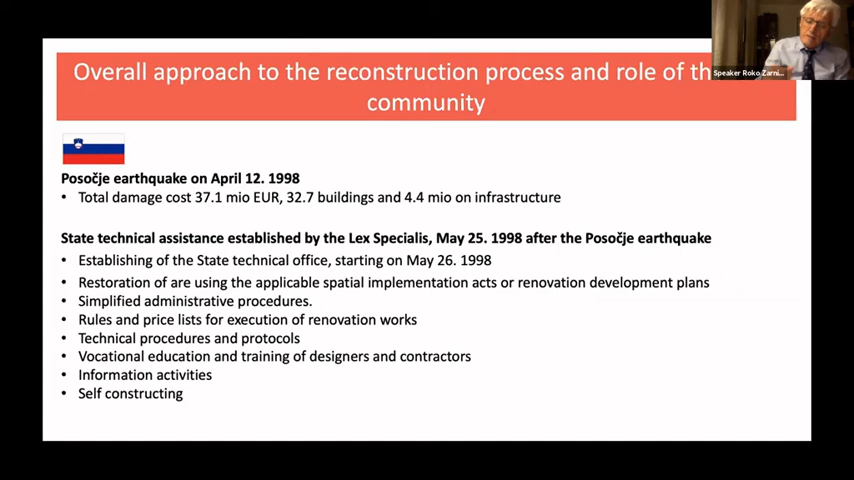 Overall approach to the reconstruction process and role of
community
Speaker Roko Žarni...
Posočje earthquake on April 12. 1998
• Total damage cost 37.1 mio EUR, 32.7 buildings and 4.4 mio on infrastructure
State technical assistance established by the Lex Specialis, May 25. 1998 after the Posočje earthquake
• Establishing of the State technical office, starting on May 26. 1998
• Restoration of are using the applicable spatial implementation acts or renovation development plans
• Simplified administrative procedures.
• Rules and price lists for execution of renovation works
• Technical procedures and protocols
• Vocational education and training of designers and contractors
• Information activities
• Self constructing